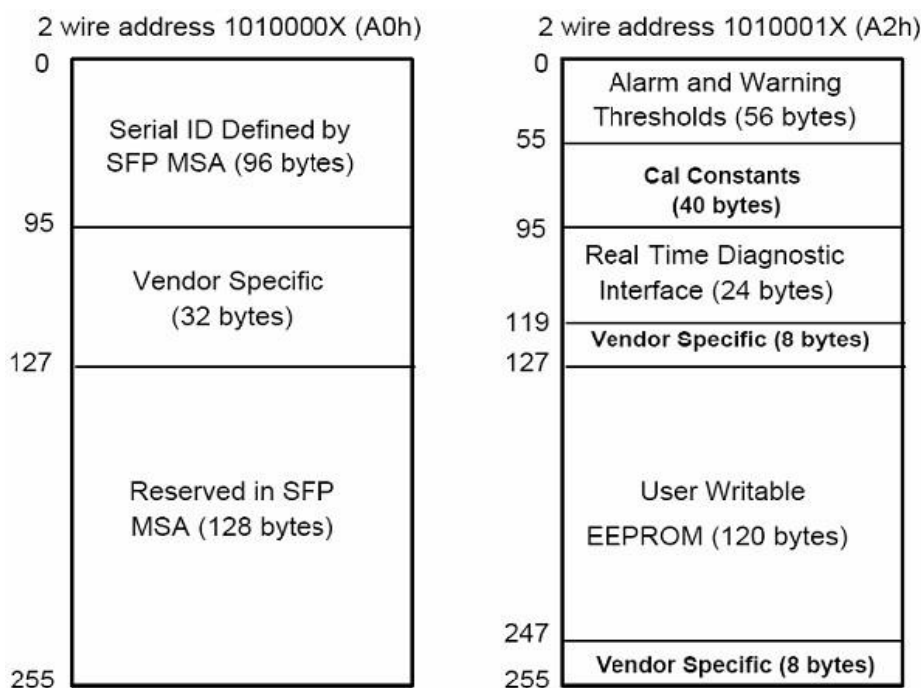 2 wire address 1010000X (A0h)
0
Serial ID Defined by
SFP MSA (96 bytes)
95
Vendor Specific
(32 bytes)
127
Reserved in SFP
MSA (128 bytes)
255
2 wire address 1010001X (A2h)
0
Alarm and Warning
Thresholds (56 bytes)
55
Cal Constants
(40 bytes)
95
Real Time Diagnostic
Interface (24 bytes)
119
Vendor Specific (8 bytes)
127
User Writable
EEPROM (120 bytes)
247
Vendor Specific (8 bytes)
255